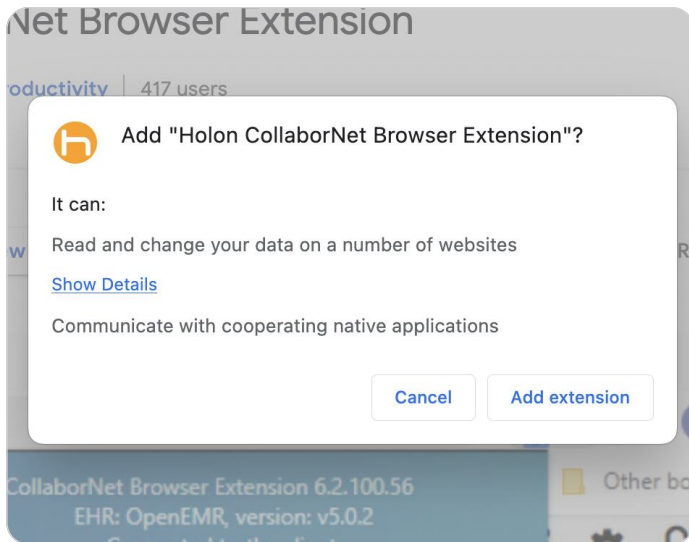 Net Browser Extension
roductivity 417 users
Add "Holon CollaborNet Browser Extension"?
It can:
Read and change your data on a number of websites
Show Details
Communicate with cooperating native applications
Cancel Add extension
CollaborNet Browser Extension 6.2.100.56
Other bo
EHR: OpenEMR, version: v5.0.2